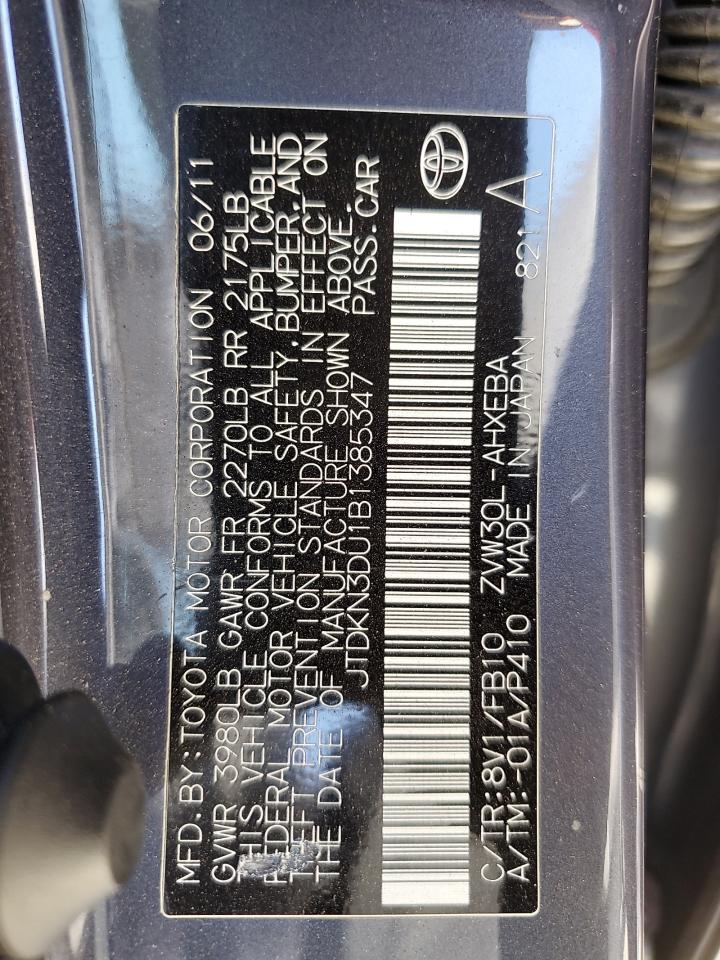 MFD. BY: TOYOTA MOTOR CORPORATION 06/11
GVWR 3980LB GAWR FR 2270LB RR 2175LB
THIS VEHICLE CONFORMS TO ALL APPLICABLE
FEDERAL MOTOR VEHICLE SAFETY, BUMPER, AND
THEFT PREVENTION STANDARDS IN EFFECT ON
THE DATE OF MANUFACTURE SHOWN ABOVE.
JTDKN3DU1B1385347 PASS.CAR
C/TR:8V1/FB10 ZVW30L-AHXEBA
A/TM:-01A/P410 MADE IN JAPAN 821 A